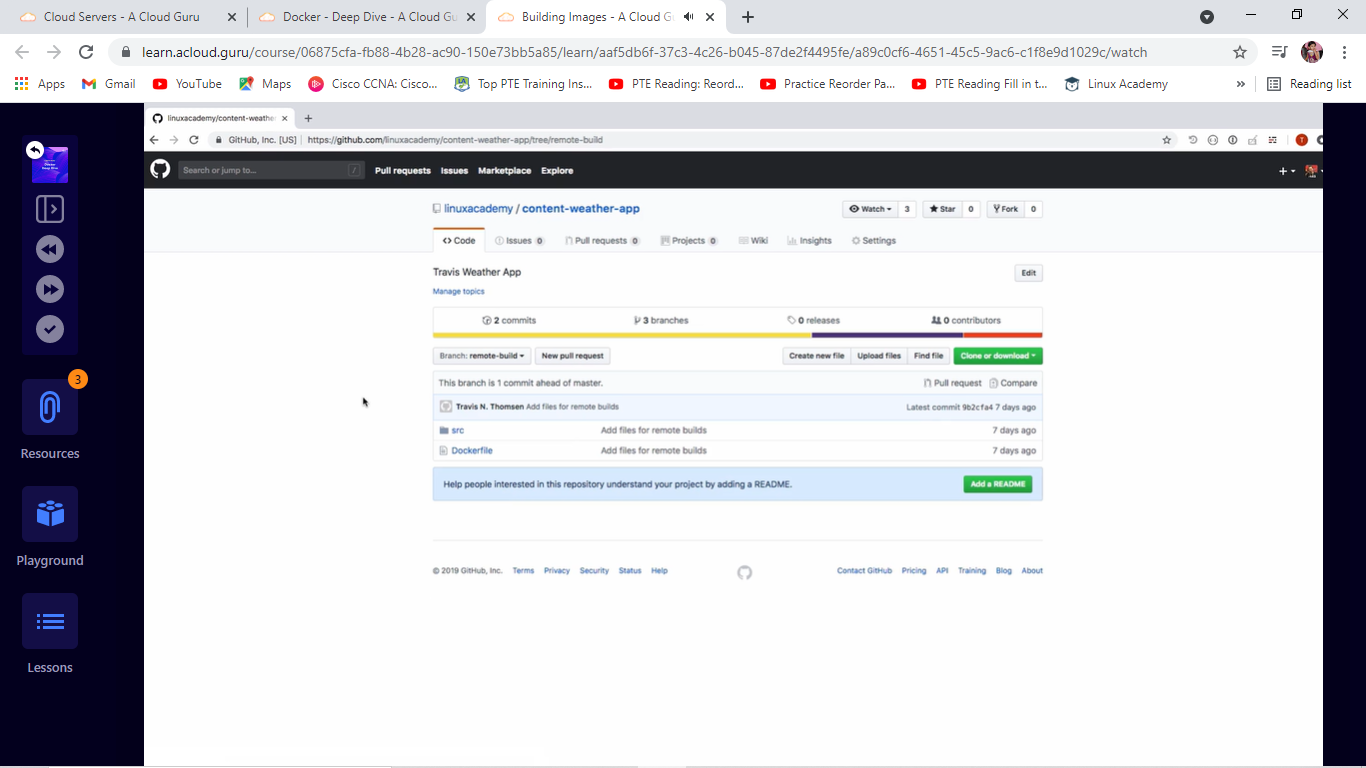 Cloud Servers - A Cloud Guru
Docker - Deep Dive - A Cloud Gu
Building Images - A Cloud G
learn.acloud.guru/course/06875cfa-fb88-4b28-ac90-150e73bb5a85/learn/aaf5db6f-37c3-4c26-b045-87de2f4495fe/a89c0cf6-4651-45c5-9ac6-c1f8e9d1029c/watch
Apps Gmail YouTube Maps Cisco CCNA: Cisco... Top PTE Training Ins... PTE Reading: Reord... Practice Reorder Pa... PTE Reading Fill in t... Linux Academy » Reading list
linuxacademy/content-weathe
GitHub, Inc. [US] https://github.com/linuxacademy/content-weather-app/tree/remote-build
T
Search or jump to... / Pull requests Issues Marketplace Explore
linuxacademy / content-weather-app Watch 3 Star 0 Fork 0
Code Issues 0 Pull requests 0 Projects 0 Wiki Insights Settings
Travis Weather App Edit
Manage topics
2 commits 3 branches 0 releases 0 contributors
Branch: remote-build New pull request Create new file Upload files Find file Clone or download
This branch is 1 commit ahead of master. Pull request Compare
Travis N. Thomsen Add files for remote builds Latest commit 9b2cfa4 7 days ago
src Add files for remote builds 7 days ago
Dockerfile Add files for remote builds 7 days ago
Help people interested in this repository understand your project by adding a README. Add a README
© 2019 GitHub, Inc. Terms Privacy Security Status Help Contact GitHub Pricing API Training Blog About
Docker
Deep Dive
3
Resources
Playground
Lessons